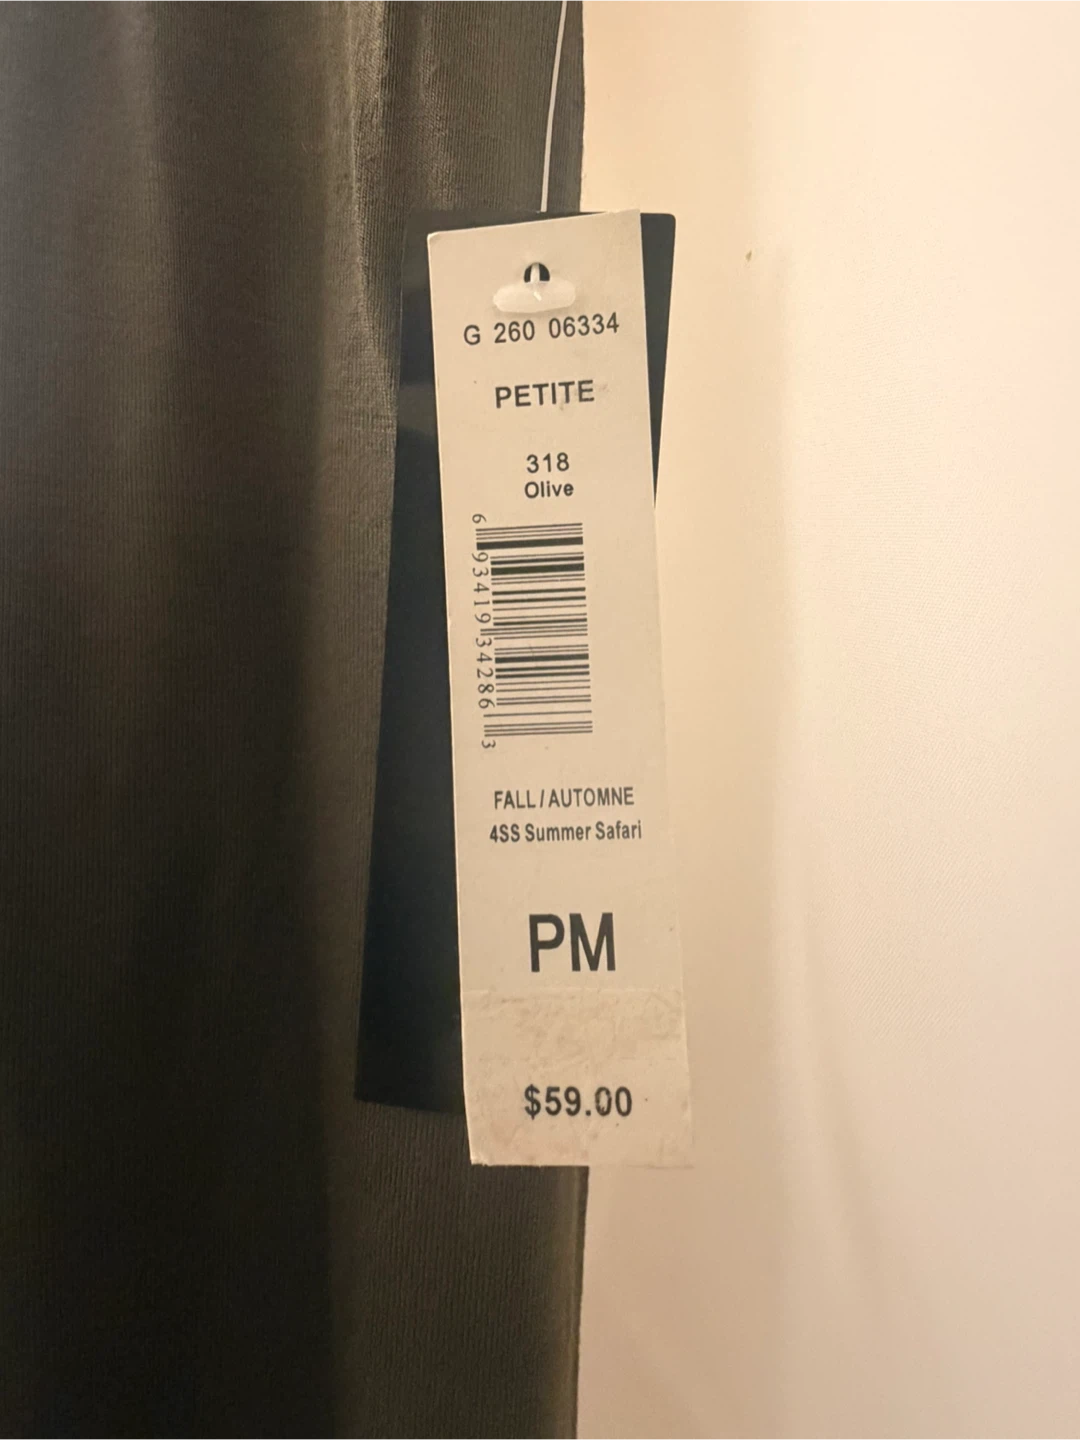 G 260 06334
PETITE
318
Olive
6 93419 34286 3
FALL/AUTOMNE
4SS Summer Safari
PM
$59.00